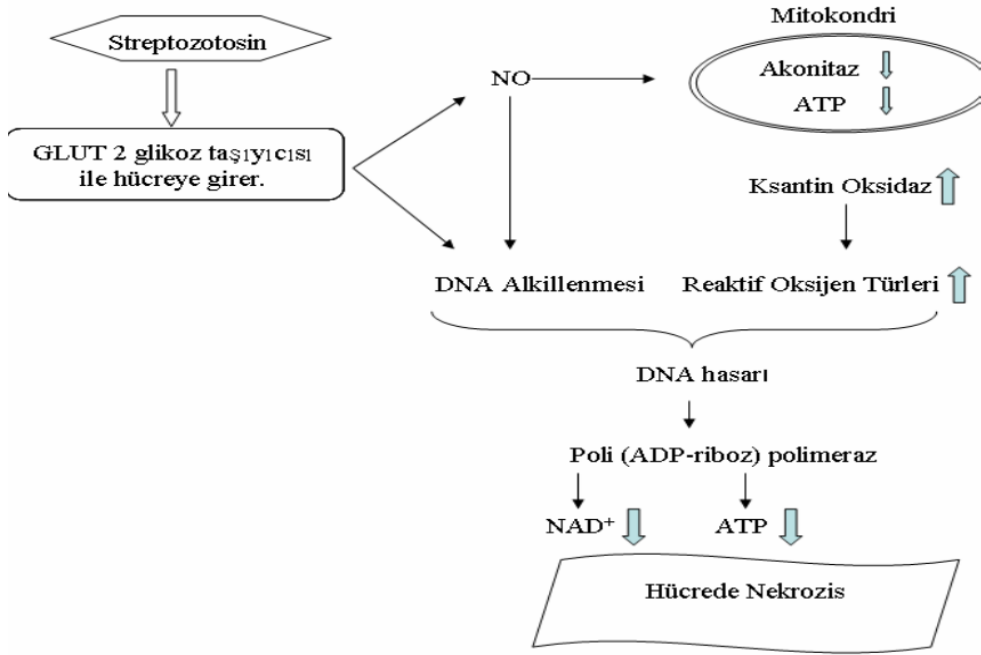 Streptozotosin
GLUT 2 glikoz taşıyıcısı
ile hücreye girer.
NO
Mitokondri
Akonitaz
ATP
Ksantin Oksidaz
DNA Alkillenmesi
Reaktif Oksijen Türleri
DNA hasarı
Poli (ADP-riboz) polimeraz
NAD⁺
ATP
Hücrede Nekrozis